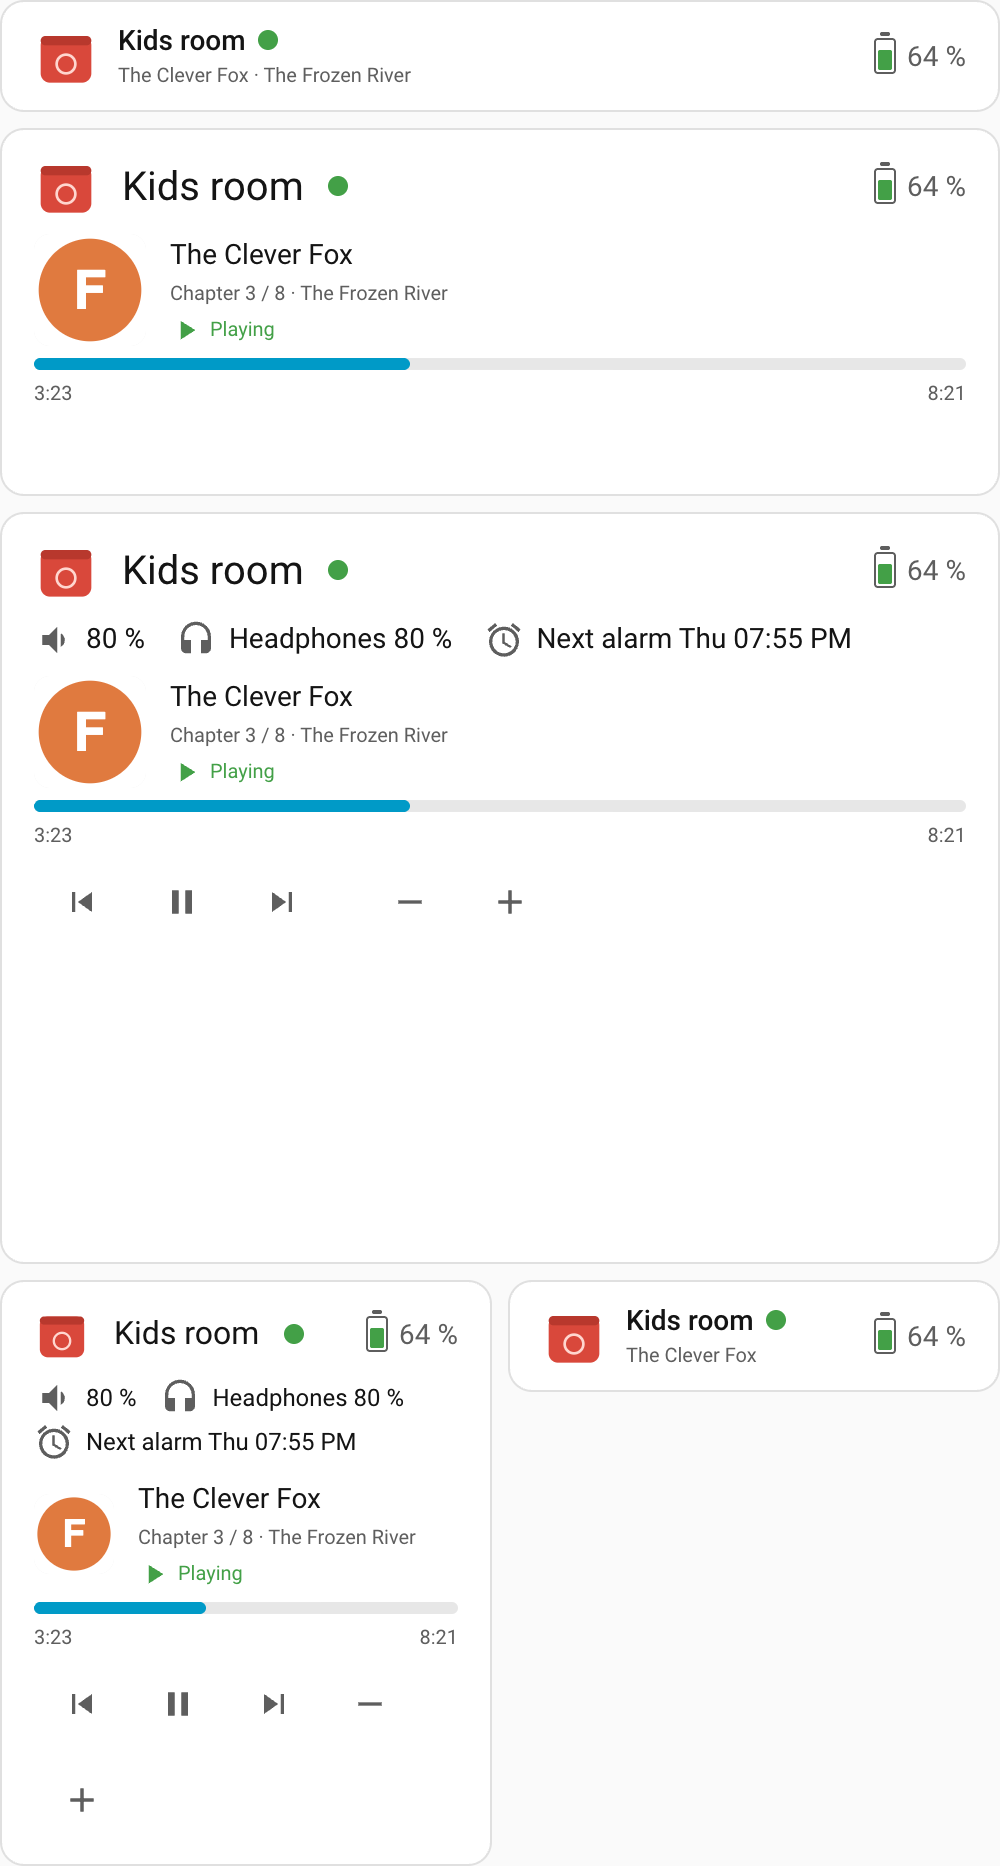 Kids room
The Clever Fox · The Frozen River
64 %
Kids room
64 %
F
The Clever Fox
Chapter 3 / 8 · The Frozen River
Playing
3:23
8:21
Kids room
64 %
80 %
Headphones 80 %
Next alarm Thu 07:55 PM
F
The Clever Fox
Chapter 3 / 8 · The Frozen River
Playing
3:23
8:21
Kids room
64 %
80 %
Headphones 80 %
Next alarm Thu 07:55 PM
F
The Clever Fox
Chapter 3 / 8 · The Frozen River
Playing
3:23
8:21
Kids room
The Clever Fox
64 %